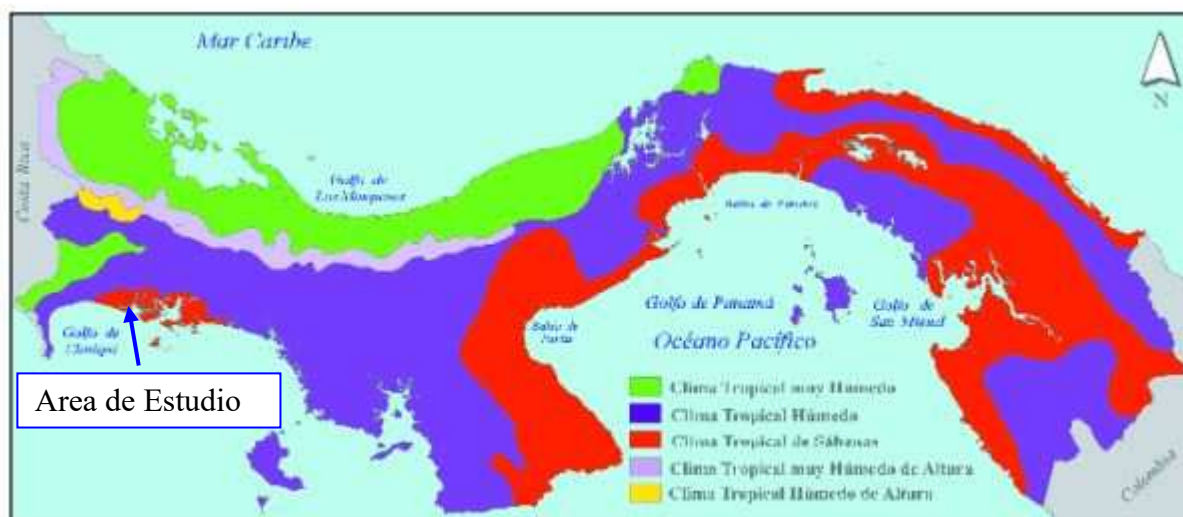 Mar Caribe
N
Costa Rica
Golfo de
Los Mosquitos
Bahía de Panamá
Golfo de Panamá
Golfo de
San Miguel
Golfo de
Chiriquí
Bahía de
Parita
Océano Pacífico
Area de Estudio
Clima Tropical muy Húmedo
Clima Tropical Húmedo
Clima Tropical de Sábanas
Clima Tropical muy Húmedo de Altura
Clima Tropical Húmedo de Altura
Colombia